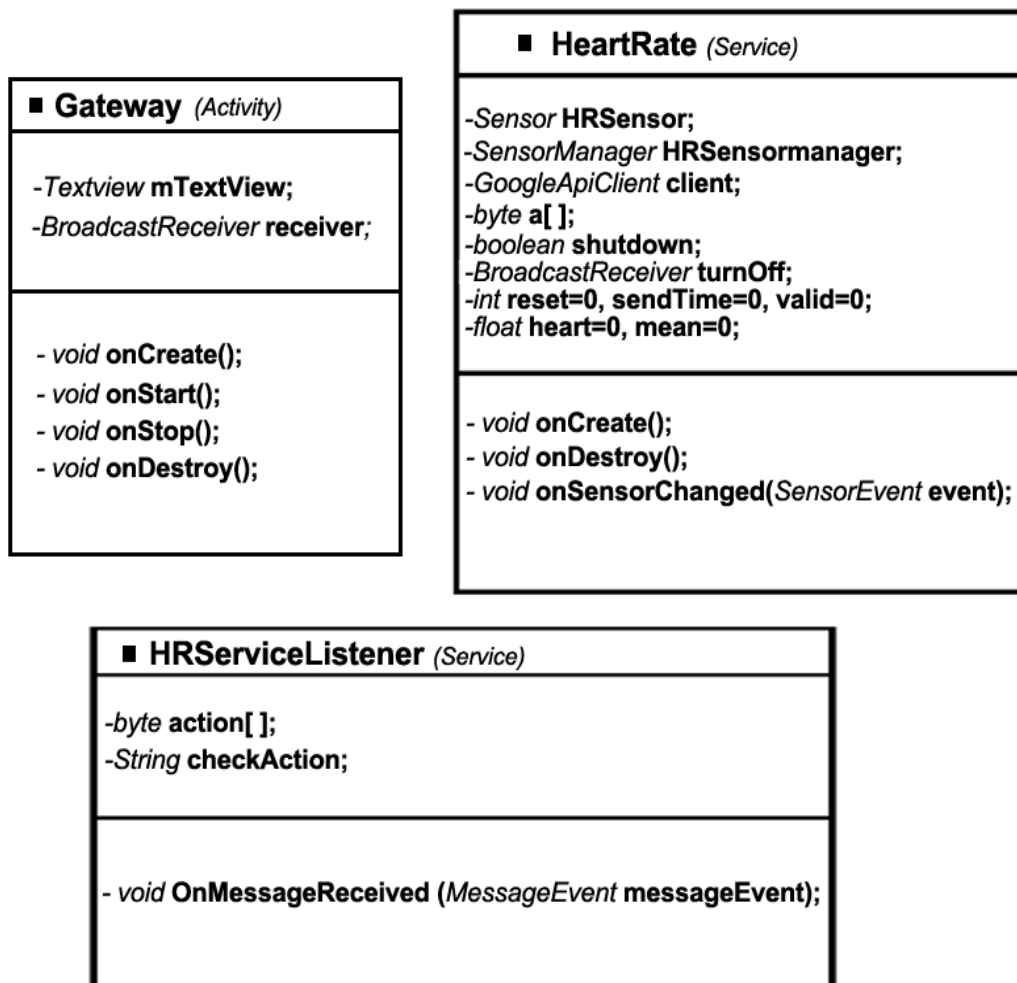 ■ Gateway (Activity)
-Textview mTextView;
-BroadcastReceiver receiver;
- void onCreate();
- void onStart();
- void onStop();
- void onDestroy();
■ HeartRate (Service)
-Sensor HRSensor;
-SensorManager HRSensormanager;
-GoogleApiClient client;
-byte a[ ];
-boolean shutdown;
-BroadcastReceiver turnOff;
-int reset=0, sendTime=0, valid=0;
-float heart=0, mean=0;
- void onCreate();
- void onDestroy();
- void onSensorChanged(SensorEvent event);
■ HRServiceListener (Service)
-byte action[ ];
-String checkAction;
- void OnMessageReceived (MessageEvent messageEvent);